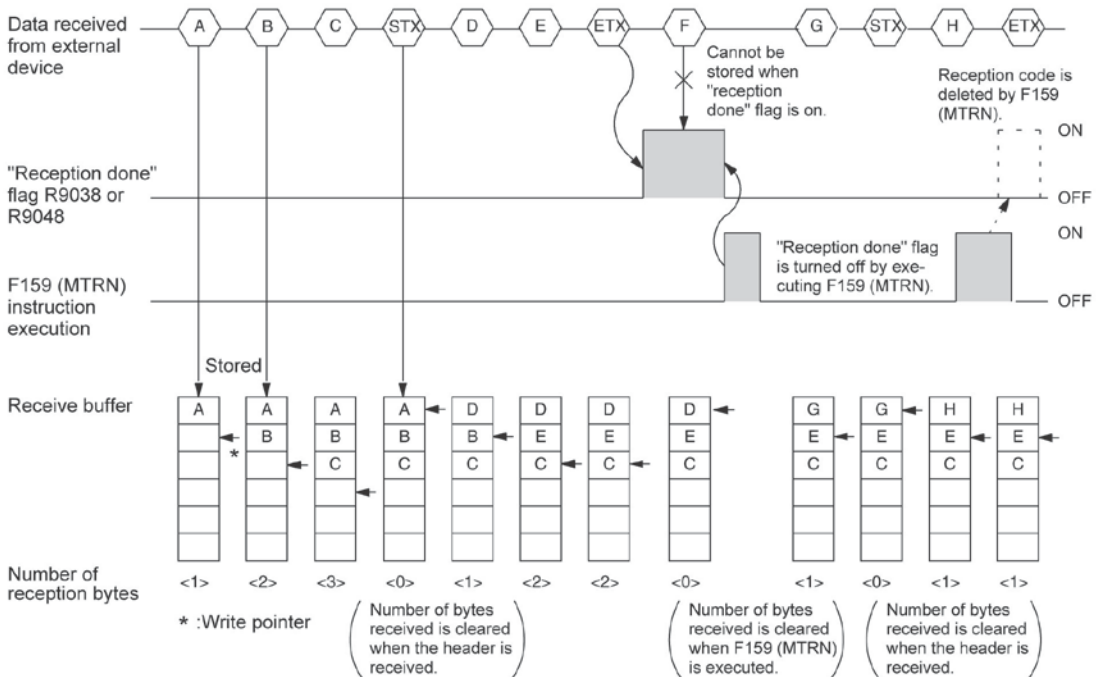 Data received
from external
device
A B C STX D E ETX F G STX H ETX
Cannot be
stored when
"reception
done" flag is on.
Reception code is
deleted by F159
(MTRN).
ON
"Reception done"
flag R9038 or
R9048
OFF
ON
"Reception done" flag
is turned off by exe-
cuting F159 (MTRN).
F159 (MTRN)
instruction
execution
OFF
Stored
Receive buffer
A A A A D D D D G G H H
B B B B E E E E E E E
*
C C C C C C C C C C
Number of
reception bytes
<1> <2> <3> <0> <1> <2> <2> <0> <1> <0> <1> <1>
* :Write pointer
Number of bytes
received is cleared
when the header is
received.
Number of bytes
received is cleared
when F159 (MTRN)
is executed.
Number of bytes
received is cleared
when the header is
received.